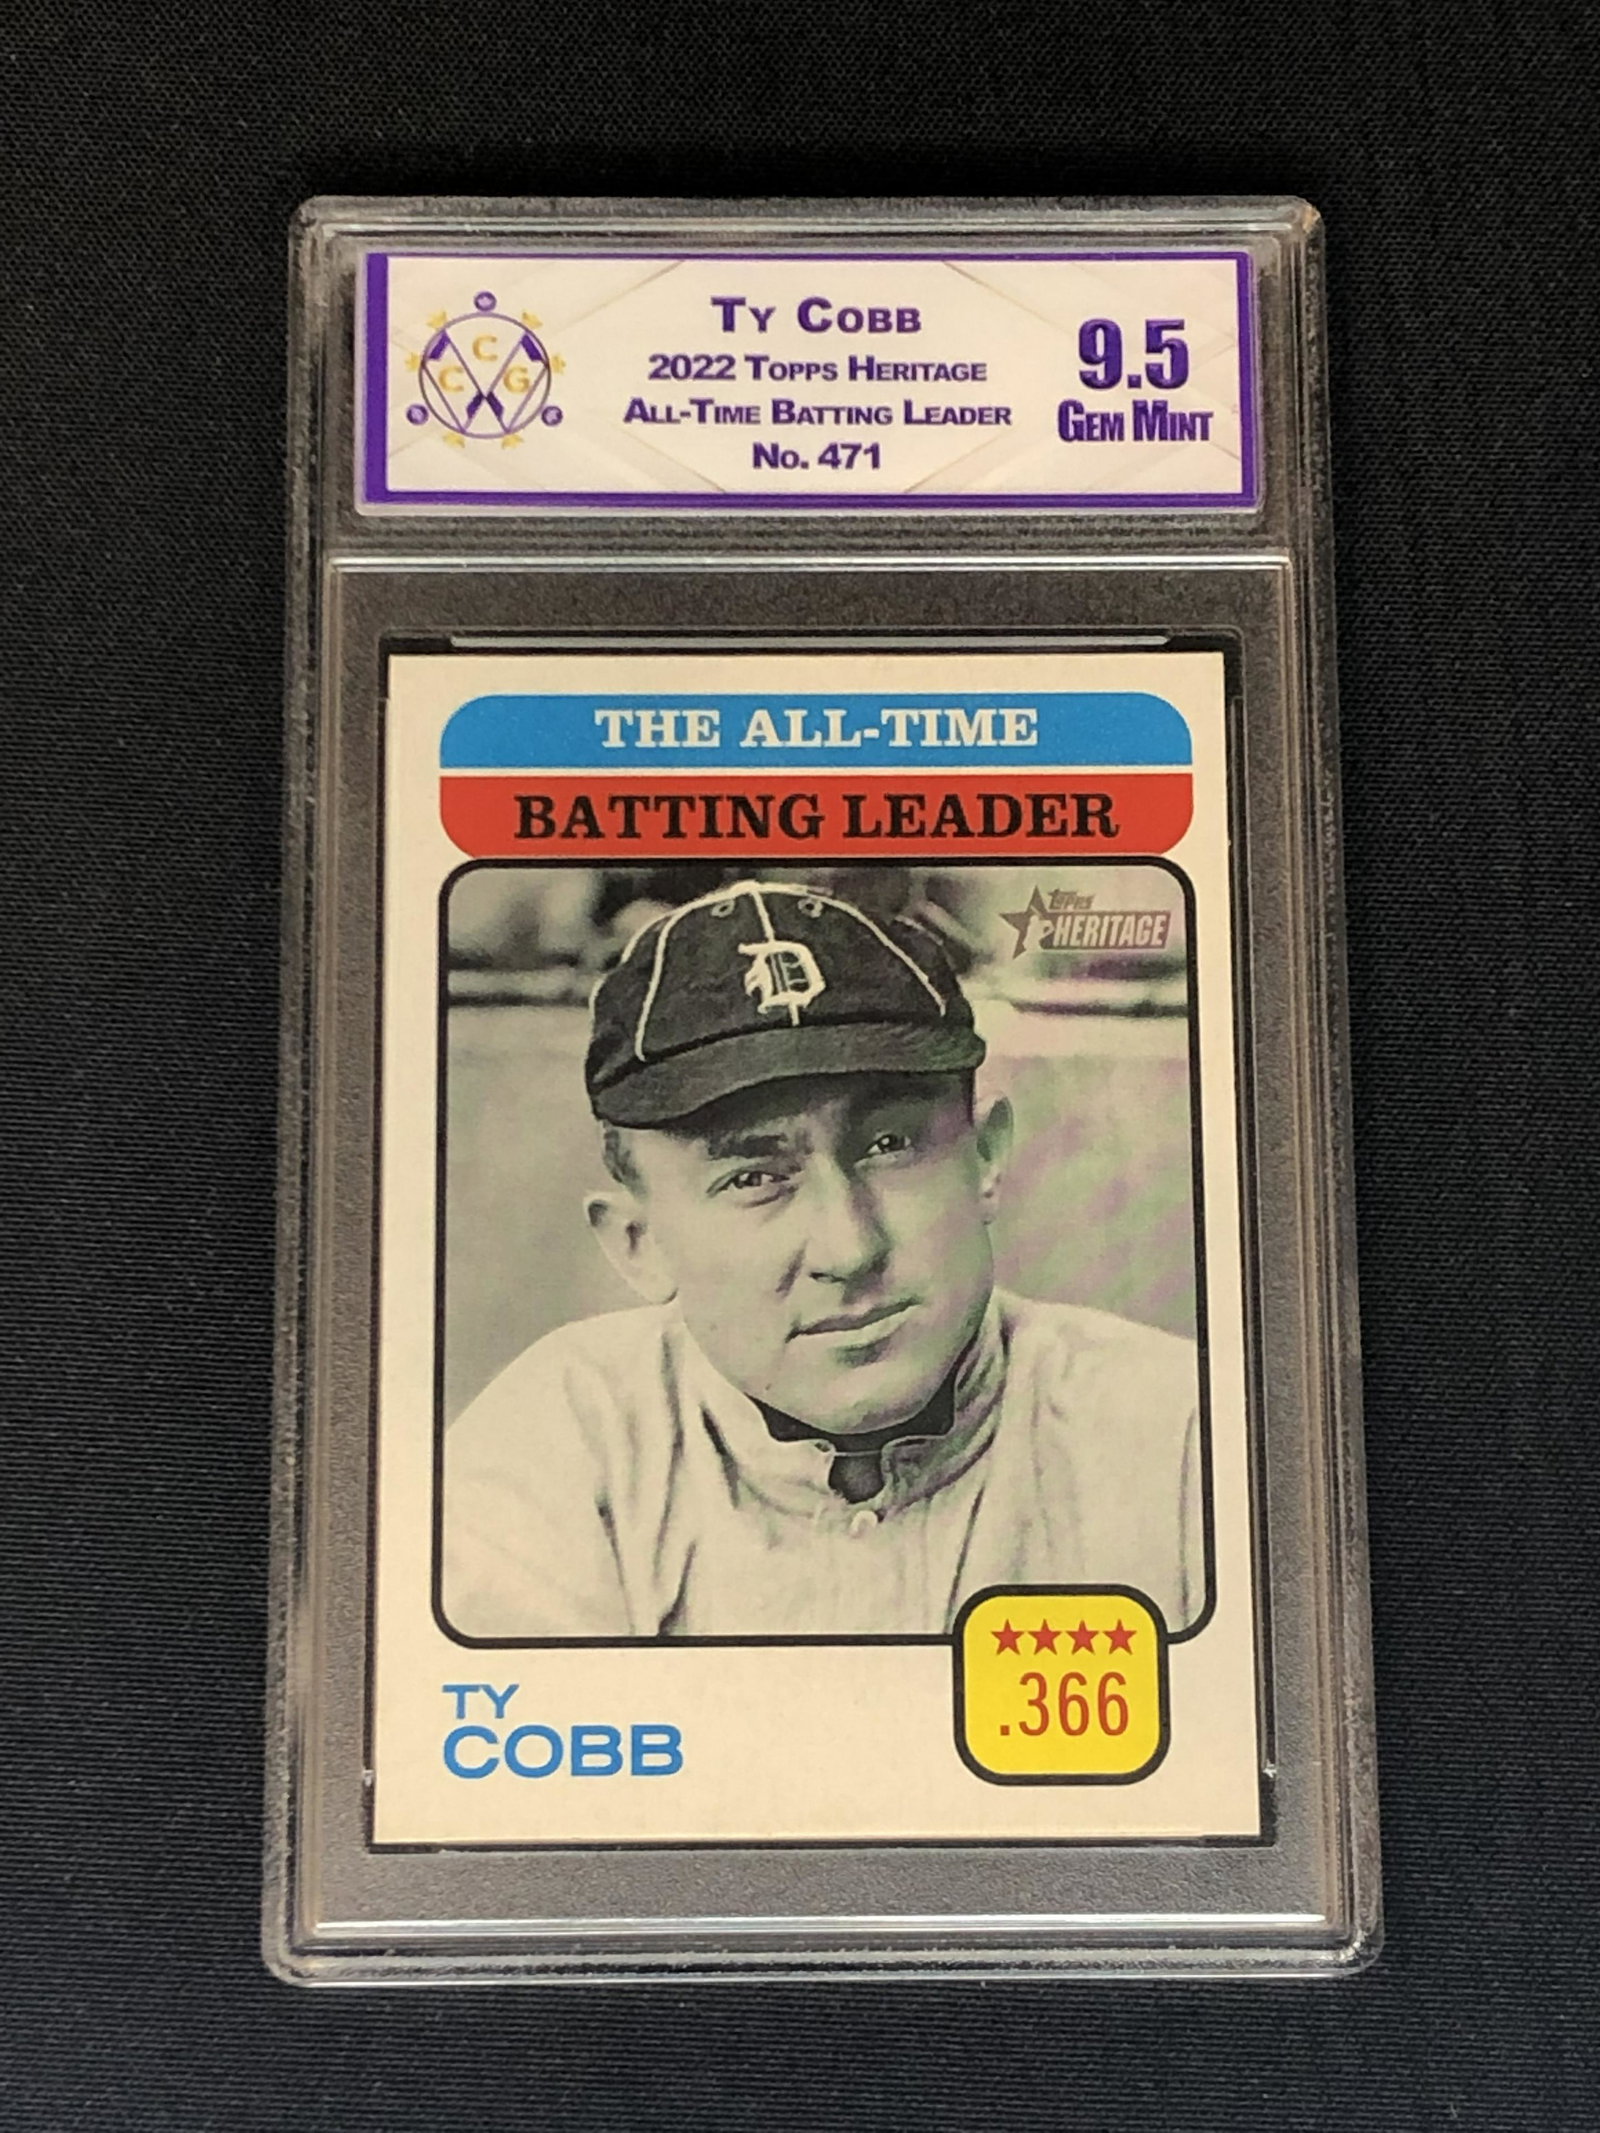 C
C G
Ty Cobb
2022 Topps Heritage
All-Time Batting Leader
No. 471
9.5
Gem Mint
THE ALL-TIME
BATTING LEADER
D
Topps
HERITAGE
TY
COBB
.366